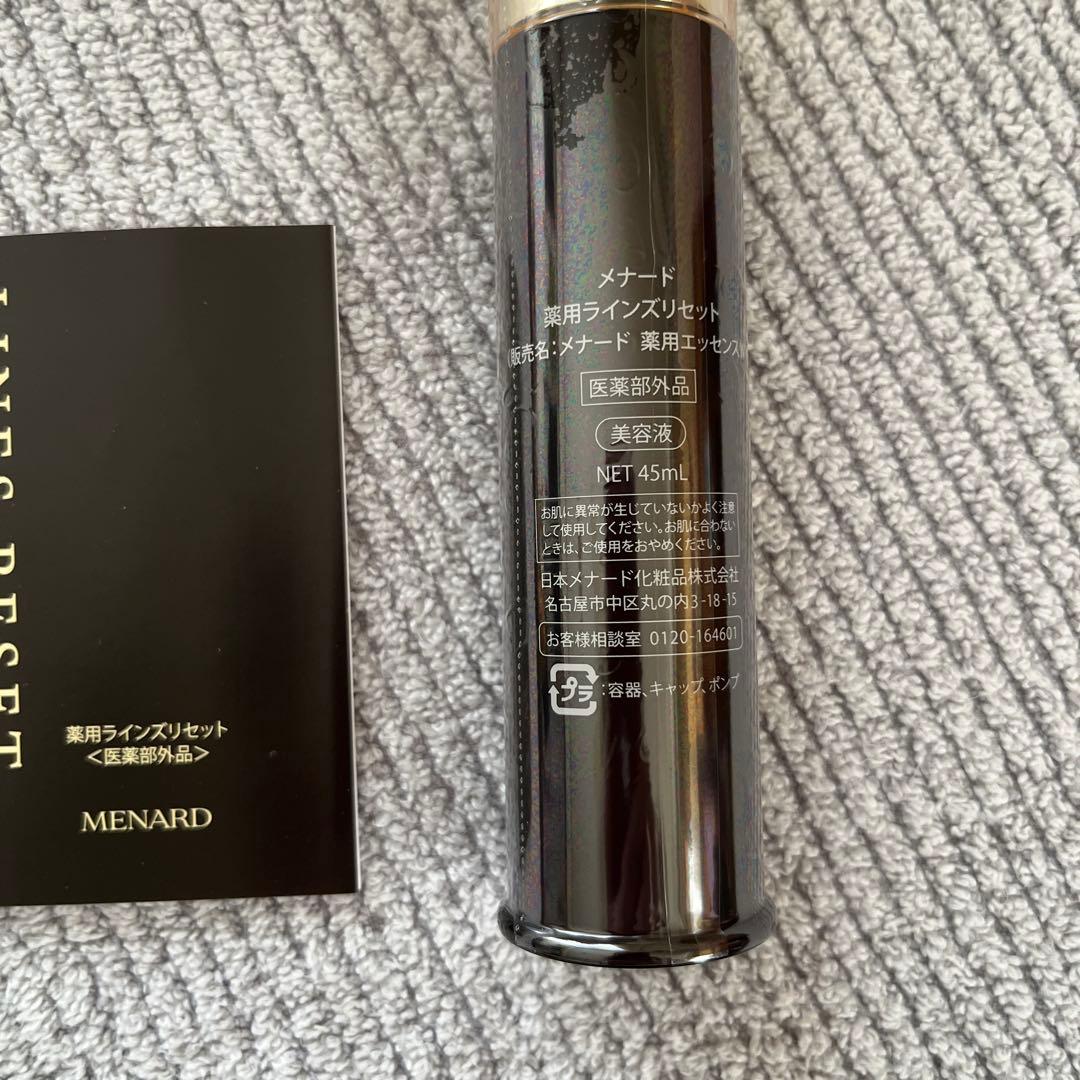 LINES RESET
薬用ラインズリセット
<医薬部外品>
MENARD
メナード
薬用ラインズリセット
(販売名:メナード 薬用エッセンス
医薬部外品
美容液
NET 45mL
お肌に異常が生じていないかよく注意
して使用してください。お肌に合わない
ときは、ご使用をおやめください。
日本メナード化粧品株式会社
名古屋市中区丸の内3-18-15
お客様相談室 0120-164601
プラ :容器、キャップ、ポンプ